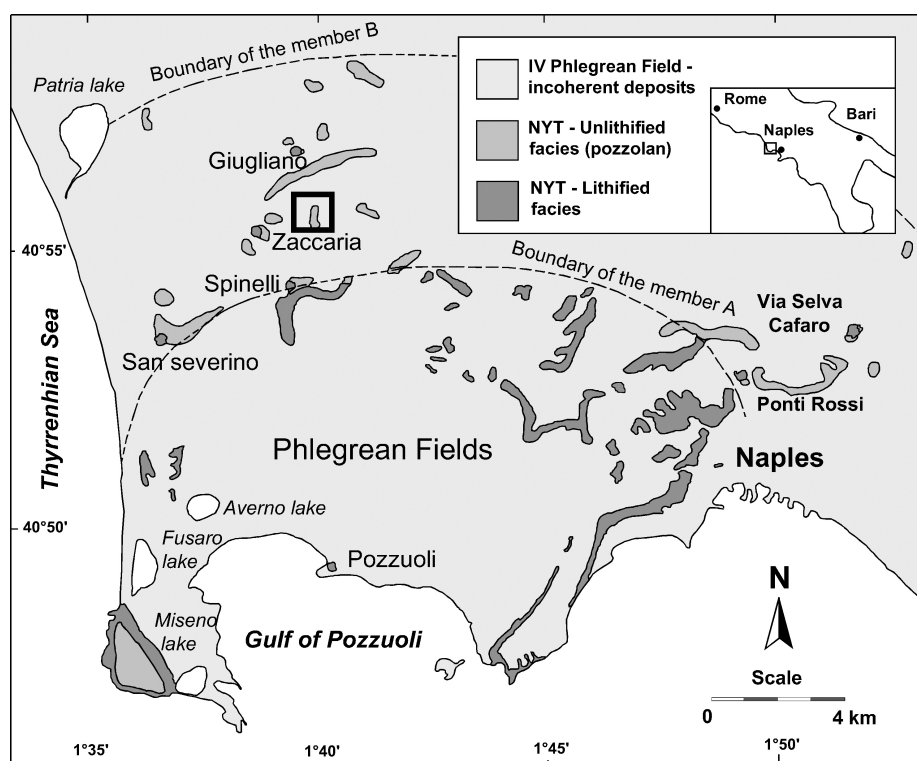 Boundary of the member B
Patria lake
IV Phlegrean Field -
incoherent deposits
NYT - Unlithified
facies (pozzolan)
NYT - Lithified
facies
Rome
Bari
Naples
Giugliano
Zaccaria
40°55'
Spinelli
Boundary of the member A
Via Selva
Cafaro
San severino
Ponti Rossi
Thyrrenhian Sea
Phlegrean Fields
Naples
Averno lake
40°50'
Fusaro
lake
Pozzuoli
Miseno
lake
Gulf of Pozzuoli
N
Scale
0 4 km
1°35' 1°40' 1°45' 1°50'